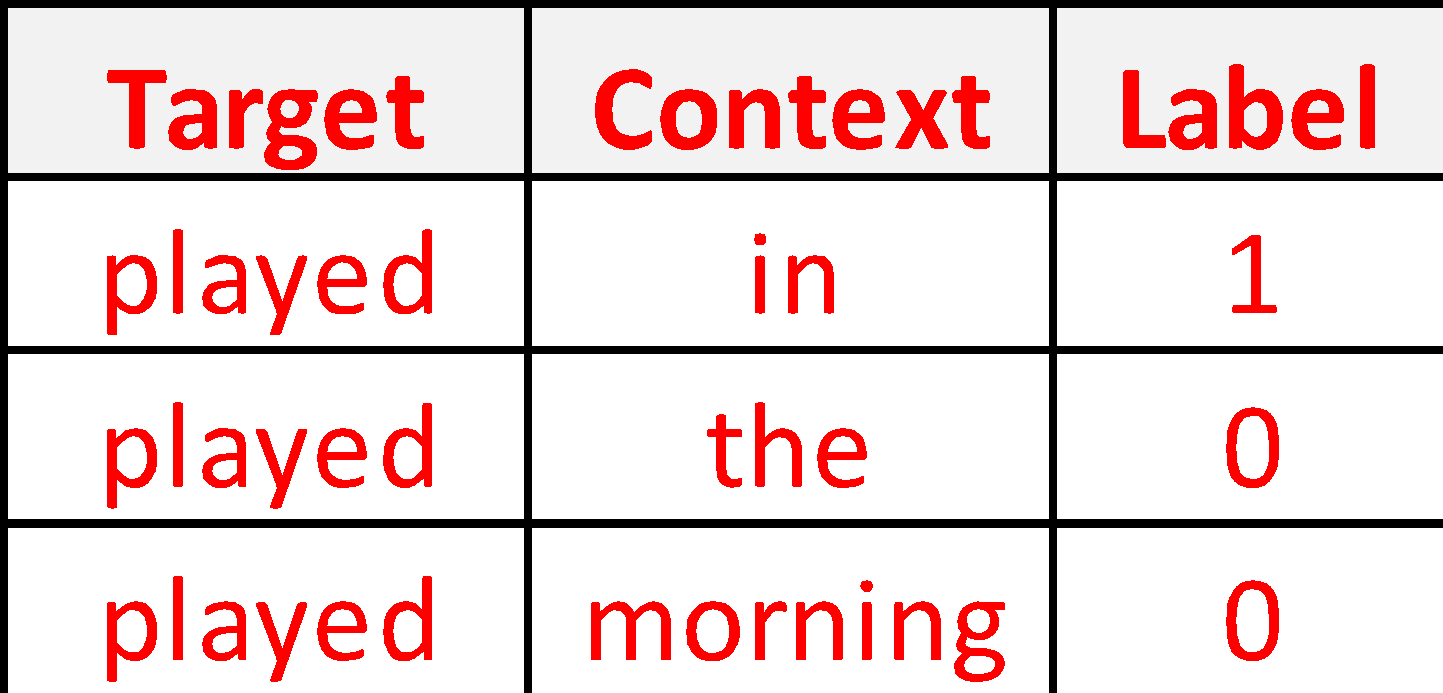 Target Context Label
played in 1
played the 0
played morning 0